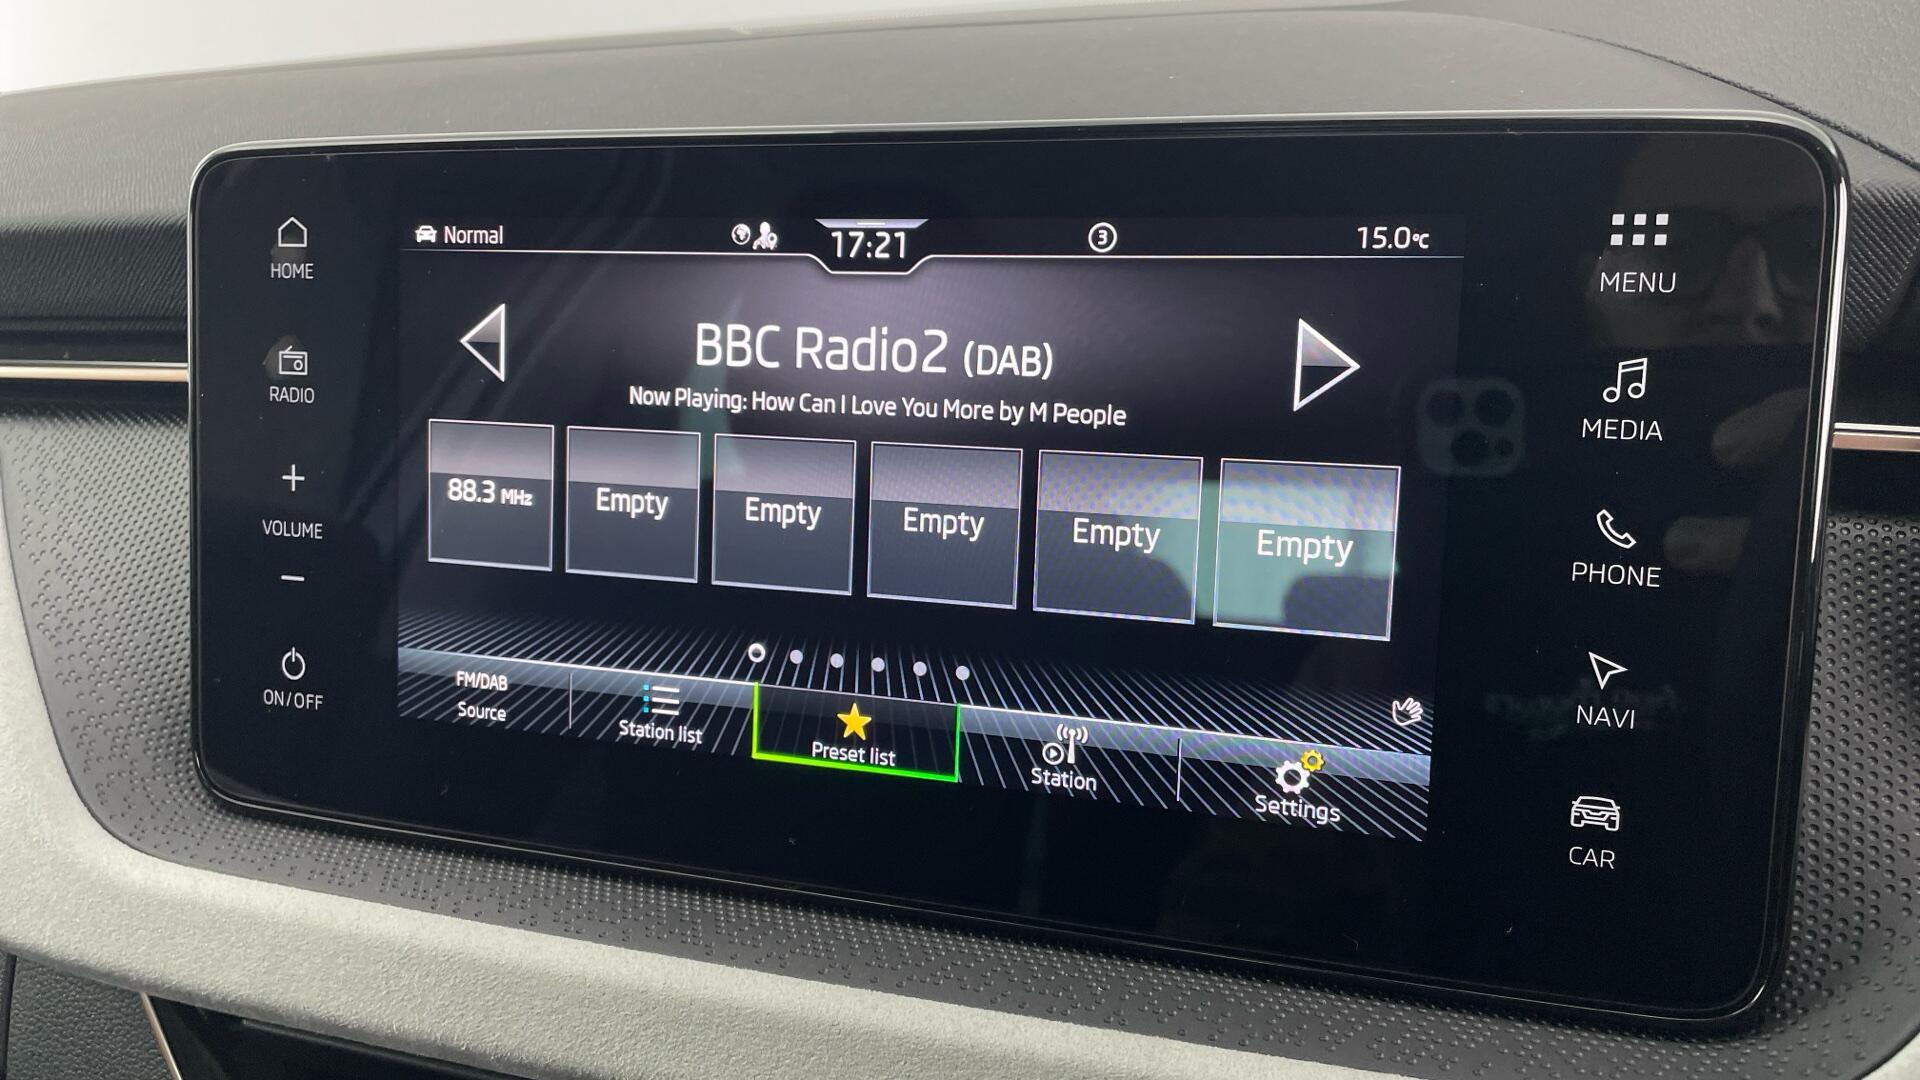 Normal
17:21
3
15.0°C
HOME
MENU
BBC Radio2 (DAB)
Now Playing: How Can I Love You More by M People
RADIO
MEDIA
88.3 MHz
Empty
Empty
Empty
Empty
Empty
+
VOLUME
−
PHONE
ON/OFF
NAVI
FM/DAB
Source
Station list
Preset list
Station
Settings
CAR